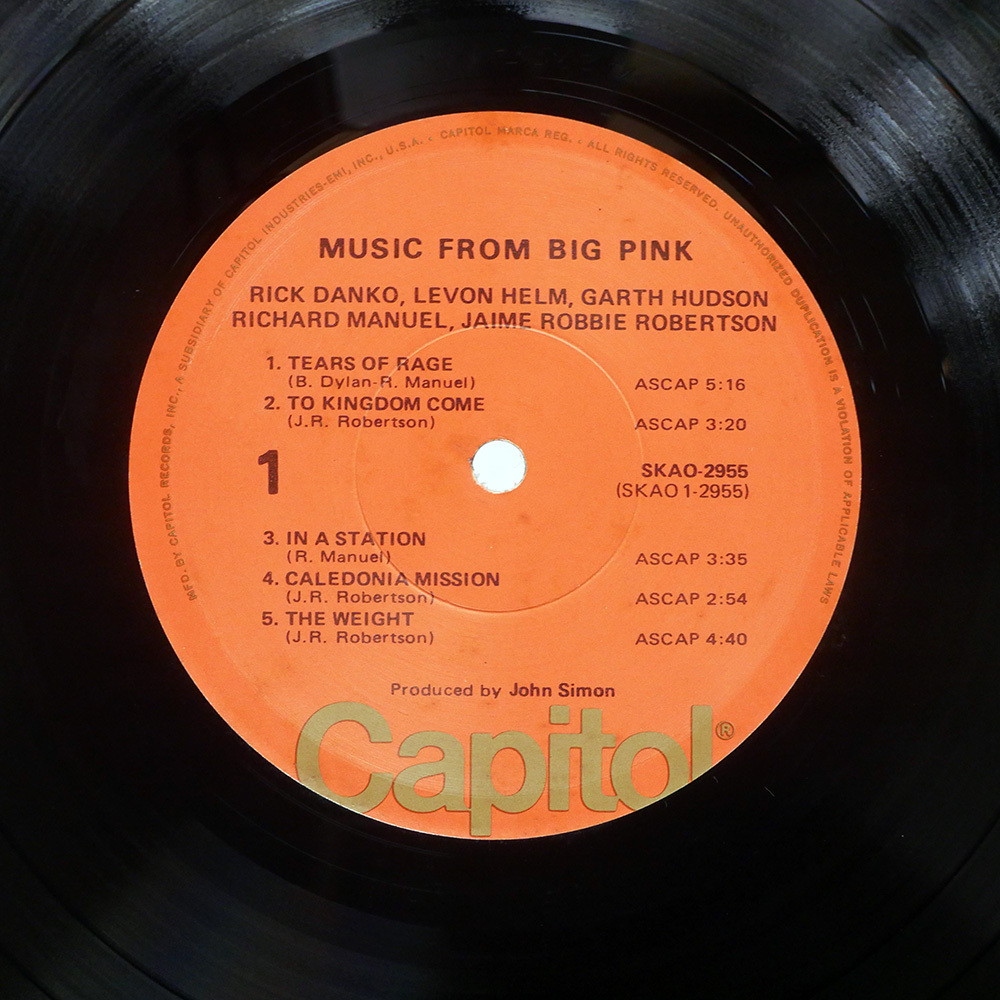 MFD. BY CAPITOL RECORDS, INC., A SUBSIDIARY OF CAPITOL INDUSTRIES-EMI, INC., U.S.A. • CAPITOL MARCA REG. • ALL RIGHTS RESERVED. UNAUTHORIZED DUPLICATION IS A VIOLATION OF APPLICABLE LAWS
MUSIC FROM BIG PINK
RICK DANKO, LEVON HELM, GARTH HUDSON
RICHARD MANUEL, JAIME ROBBIE ROBERTSON
1. TEARS OF RAGE
(B. Dylan-R. Manuel) ASCAP 5:16
2. TO KINGDOM COME
(J.R. Robertson) ASCAP 3:20
1
SKAO-2955
(SKAO 1-2955)
3. IN A STATION
(R. Manuel) ASCAP 3:35
4. CALEDONIA MISSION
(J.R. Robertson) ASCAP 2:54
5. THE WEIGHT
(J.R. Robertson) ASCAP 4:40
Produced by John Simon
Capitol®